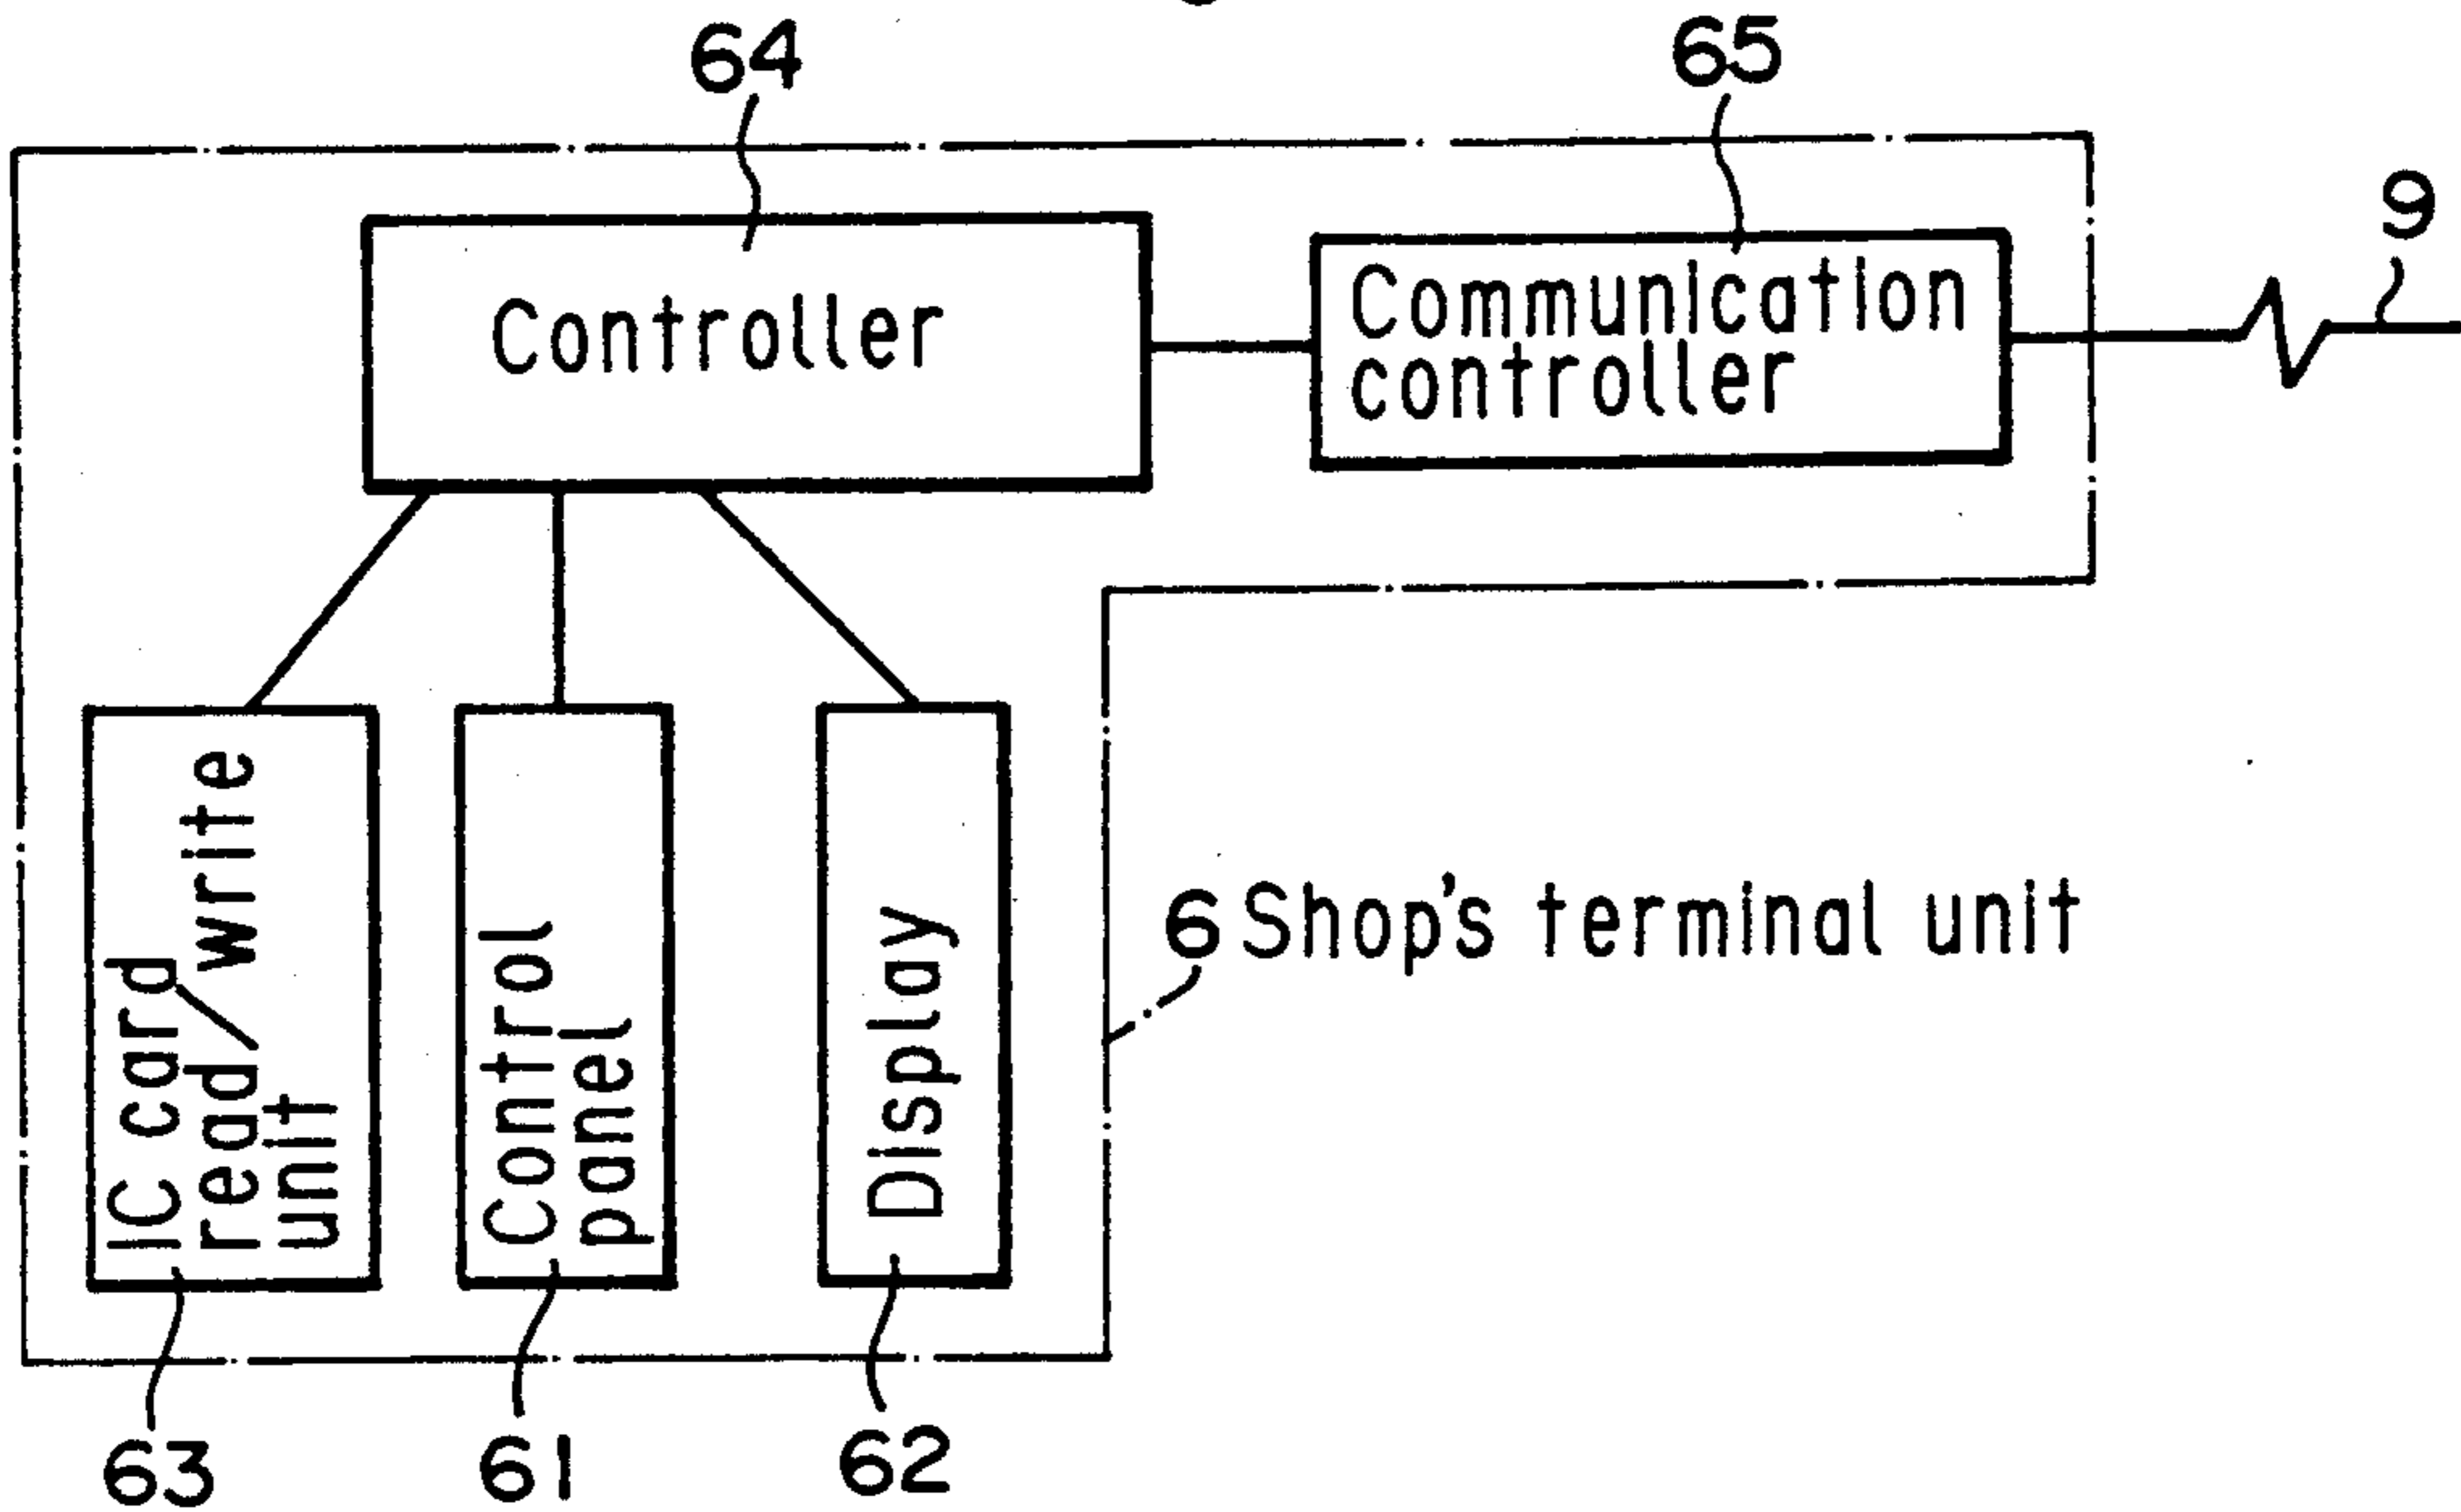 64
65
9
Controller
Communication
controller
IC card
read/write
unit
Control
panel
Display
6 Shop's terminal unit
63
61
62